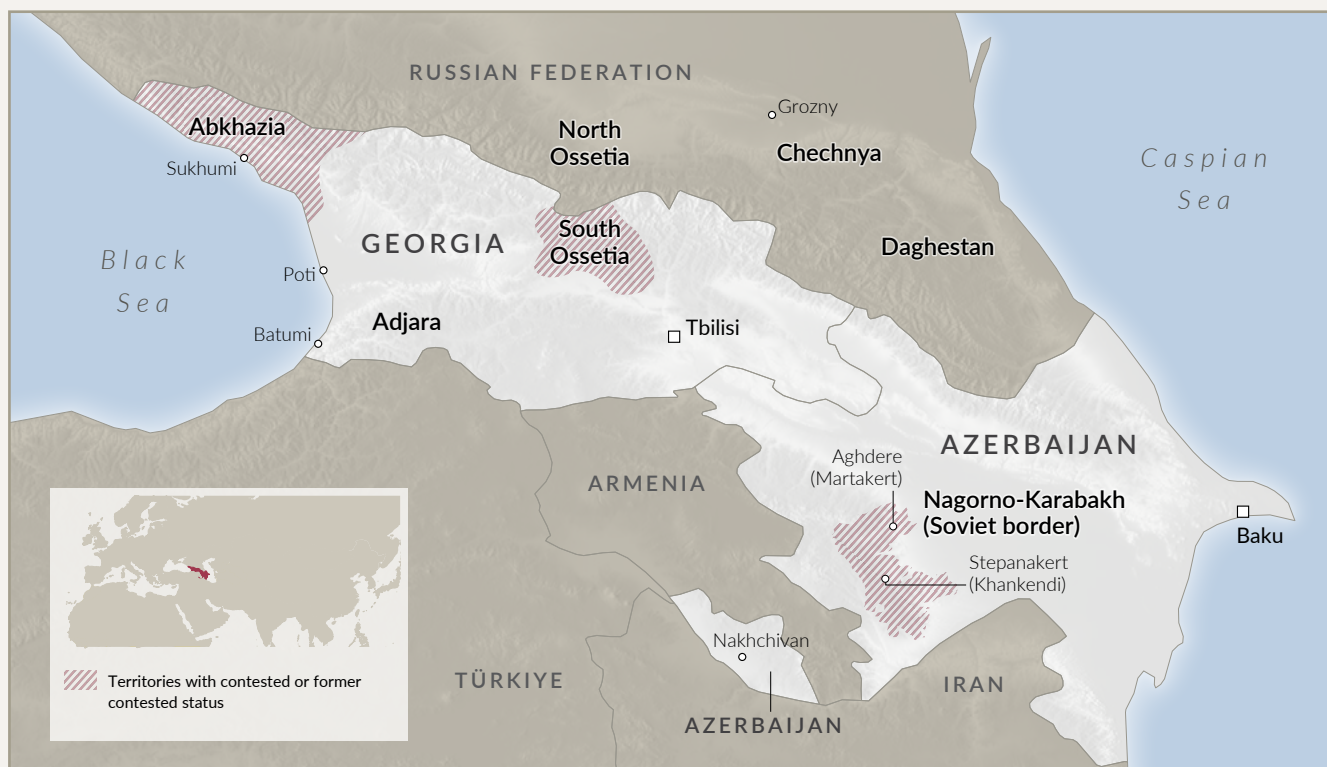 RUSSIAN FEDERATION
Grozny
Abkhazia
North
Ossetia
Chechnya
Sukhumi
Caspian
Sea
South
Ossetia
GEORGIA
Daghestan
Black
Sea
Poti
Adjara
Batumi
Tbilisi
AZERBAIJAN
Aghdere
(Martakert)
ARMENIA
Nagorno-Karabakh
(Soviet border)
Baku
Stepanakert
(Khankendi)
Nakhchivan
Territories with contested or former
contested status
TÜRKIYE
IRAN
AZERBAIJAN